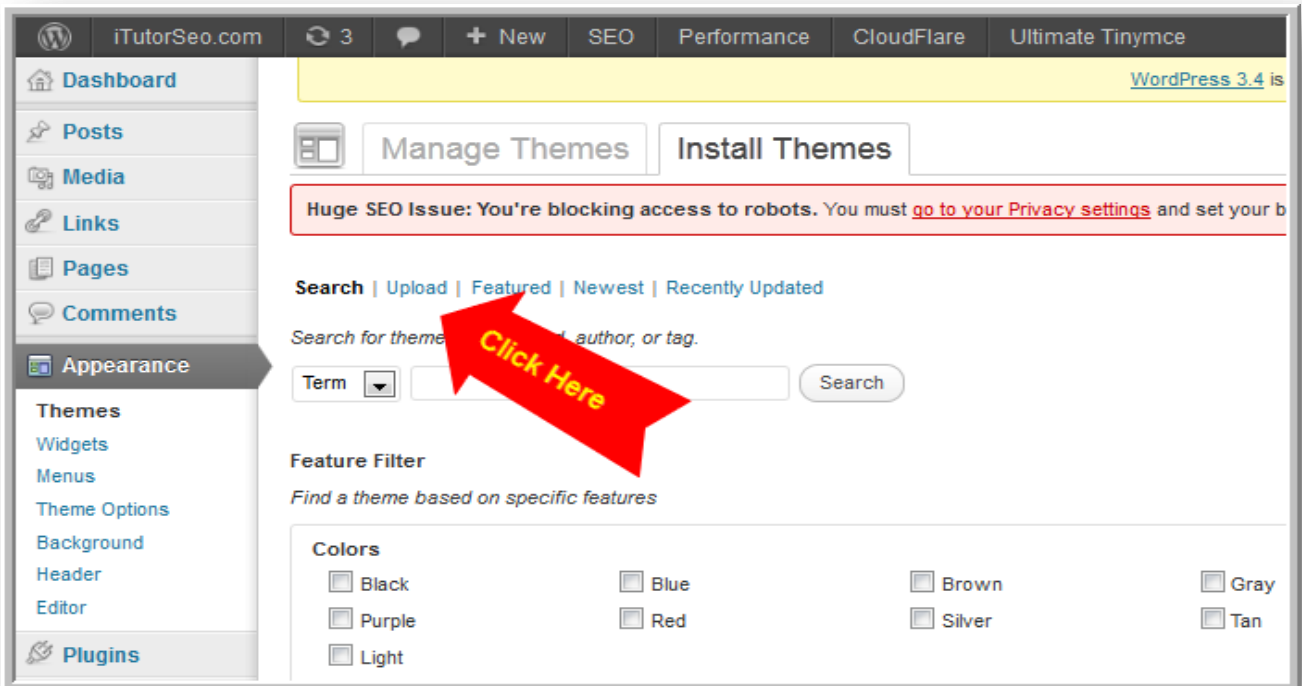 iTutorSeo.com 3 + New SEO Performance CloudFlare Ultimate Tinymce
Dashboard
Posts
Media
Links
Pages
Comments
Appearance
Themes
Widgets
Menus
Theme Options
Background
Header
Editor
Plugins
WordPress 3.4 is
Manage Themes Install Themes
Huge SEO Issue: You're blocking access to robots. You must go to your Privacy settings and set your b
Search | Upload | Featured | Newest | Recently Updated
Search for theme author, or tag.
Click Here
Term Search
Feature Filter
Find a theme based on specific features
Colors
Black Blue Brown Gray
Purple Red Silver Tan
Light